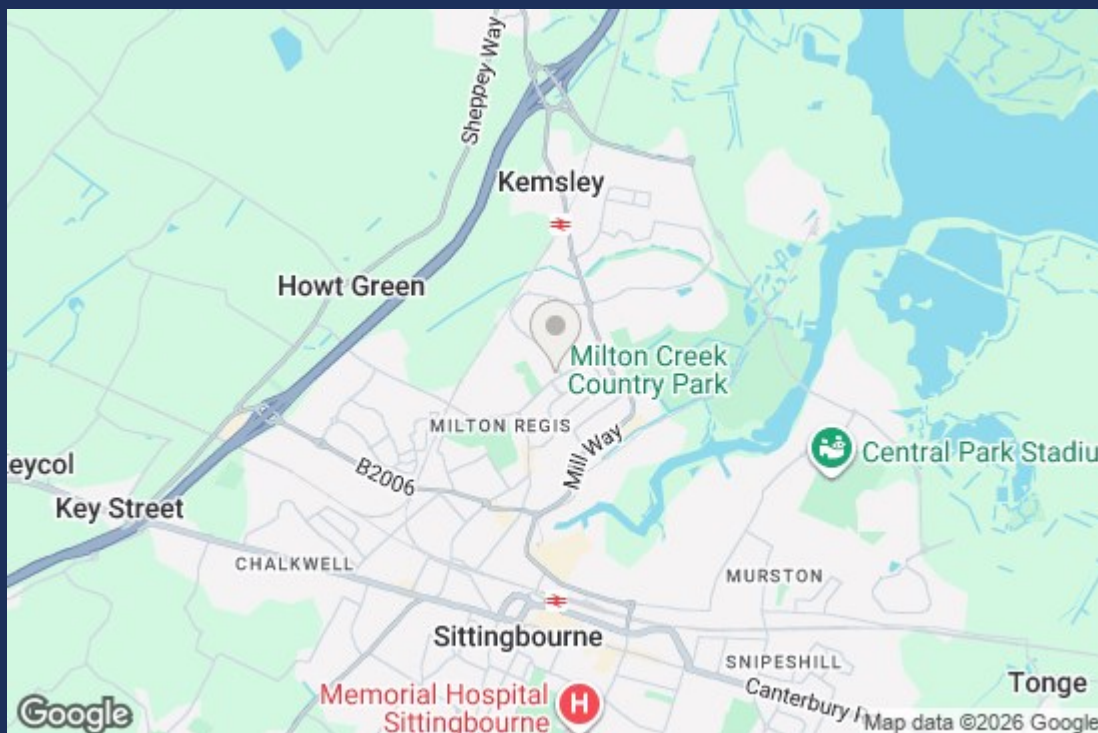 Sheppey Way
Kemsley
Howt Green
Milton Creek
Country Park
MILTON REGIS
Mill Way
Central Park Stadiu
eycol
B2006
Key Street
CHALKWELL
MURSTON
Sittingbourne
SNIPESHILL
Tonge
Canterbury
Memorial Hospital
Sittingbourne
H
Google
Map data ©2026 Google